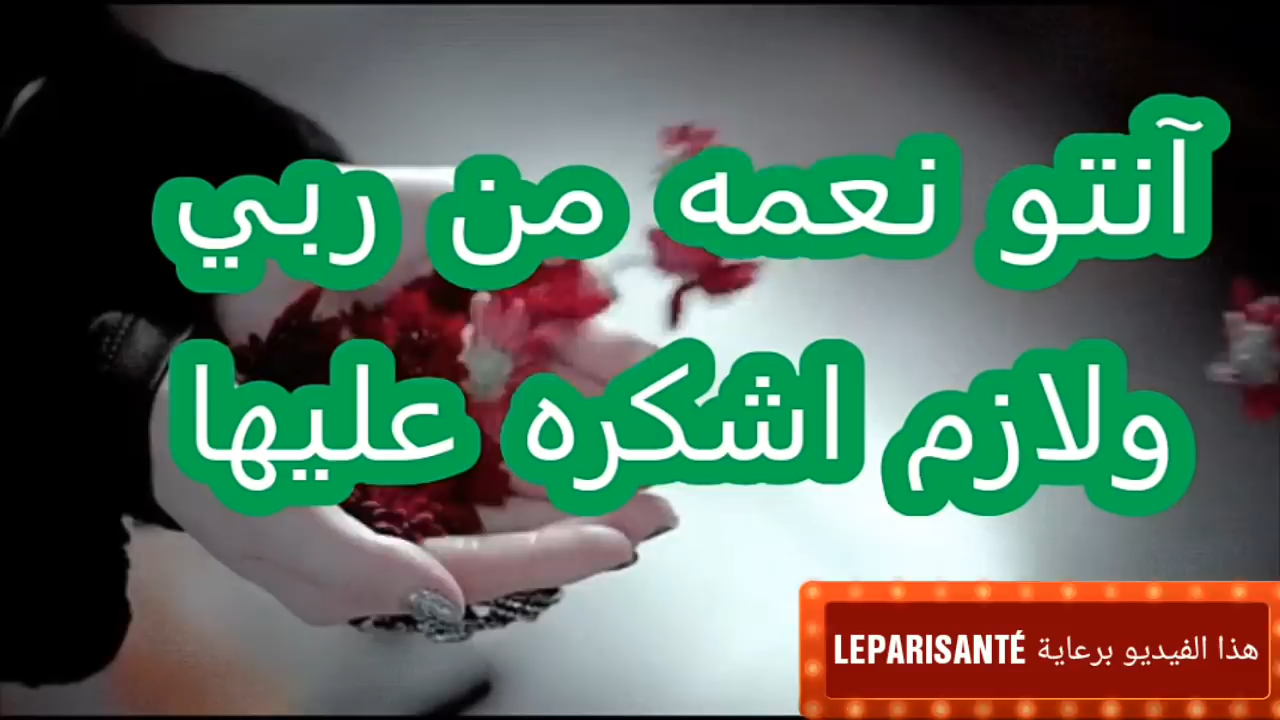 آنتو نعمه من ربي
ولازم اشكره عليها
هذا الفيديو برعاية LEPARISANTÉ